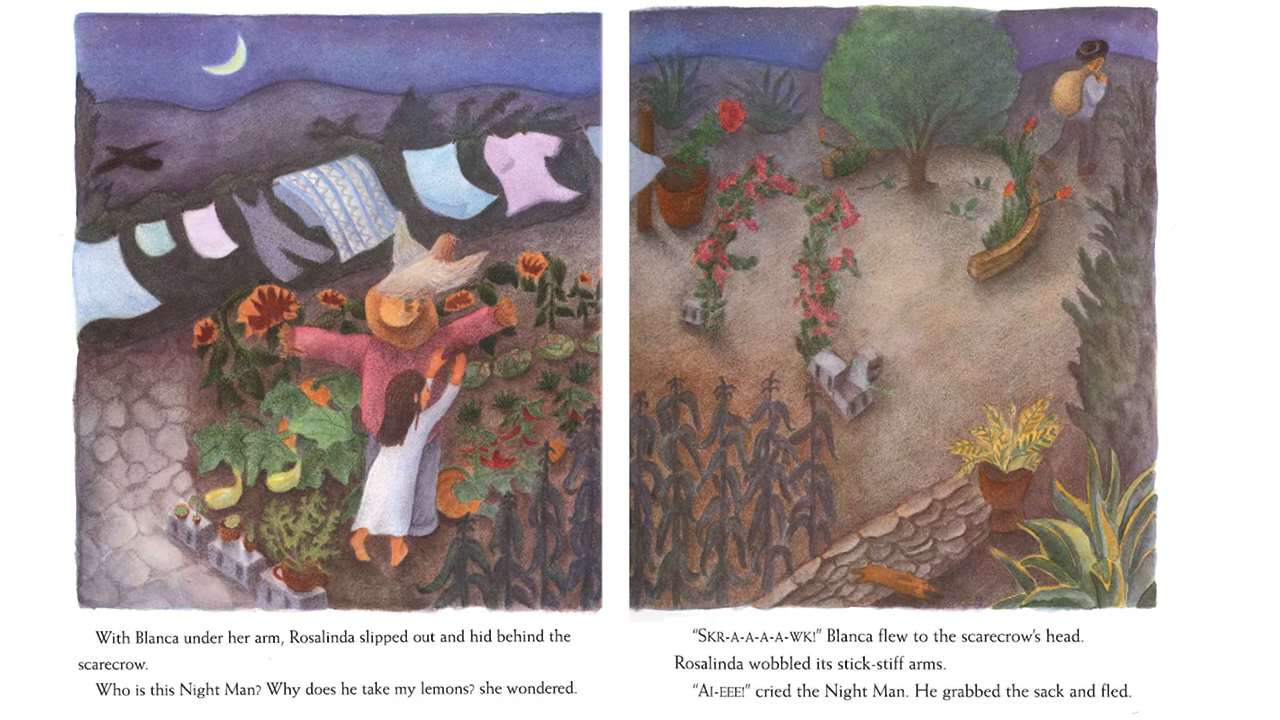 With Blanca under her arm, Rosalinda slipped out and hid behind the
scarecrow.
Who is this Night Man? Why does he take my lemons? she wondered.
"SKR-A-A-A-A-WK!" Blanca flew to the scarecrow's head.
Rosalinda wobbled its stick-stiff arms.
"AI-EEE!" cried the Night Man. He grabbed the sack and fled.